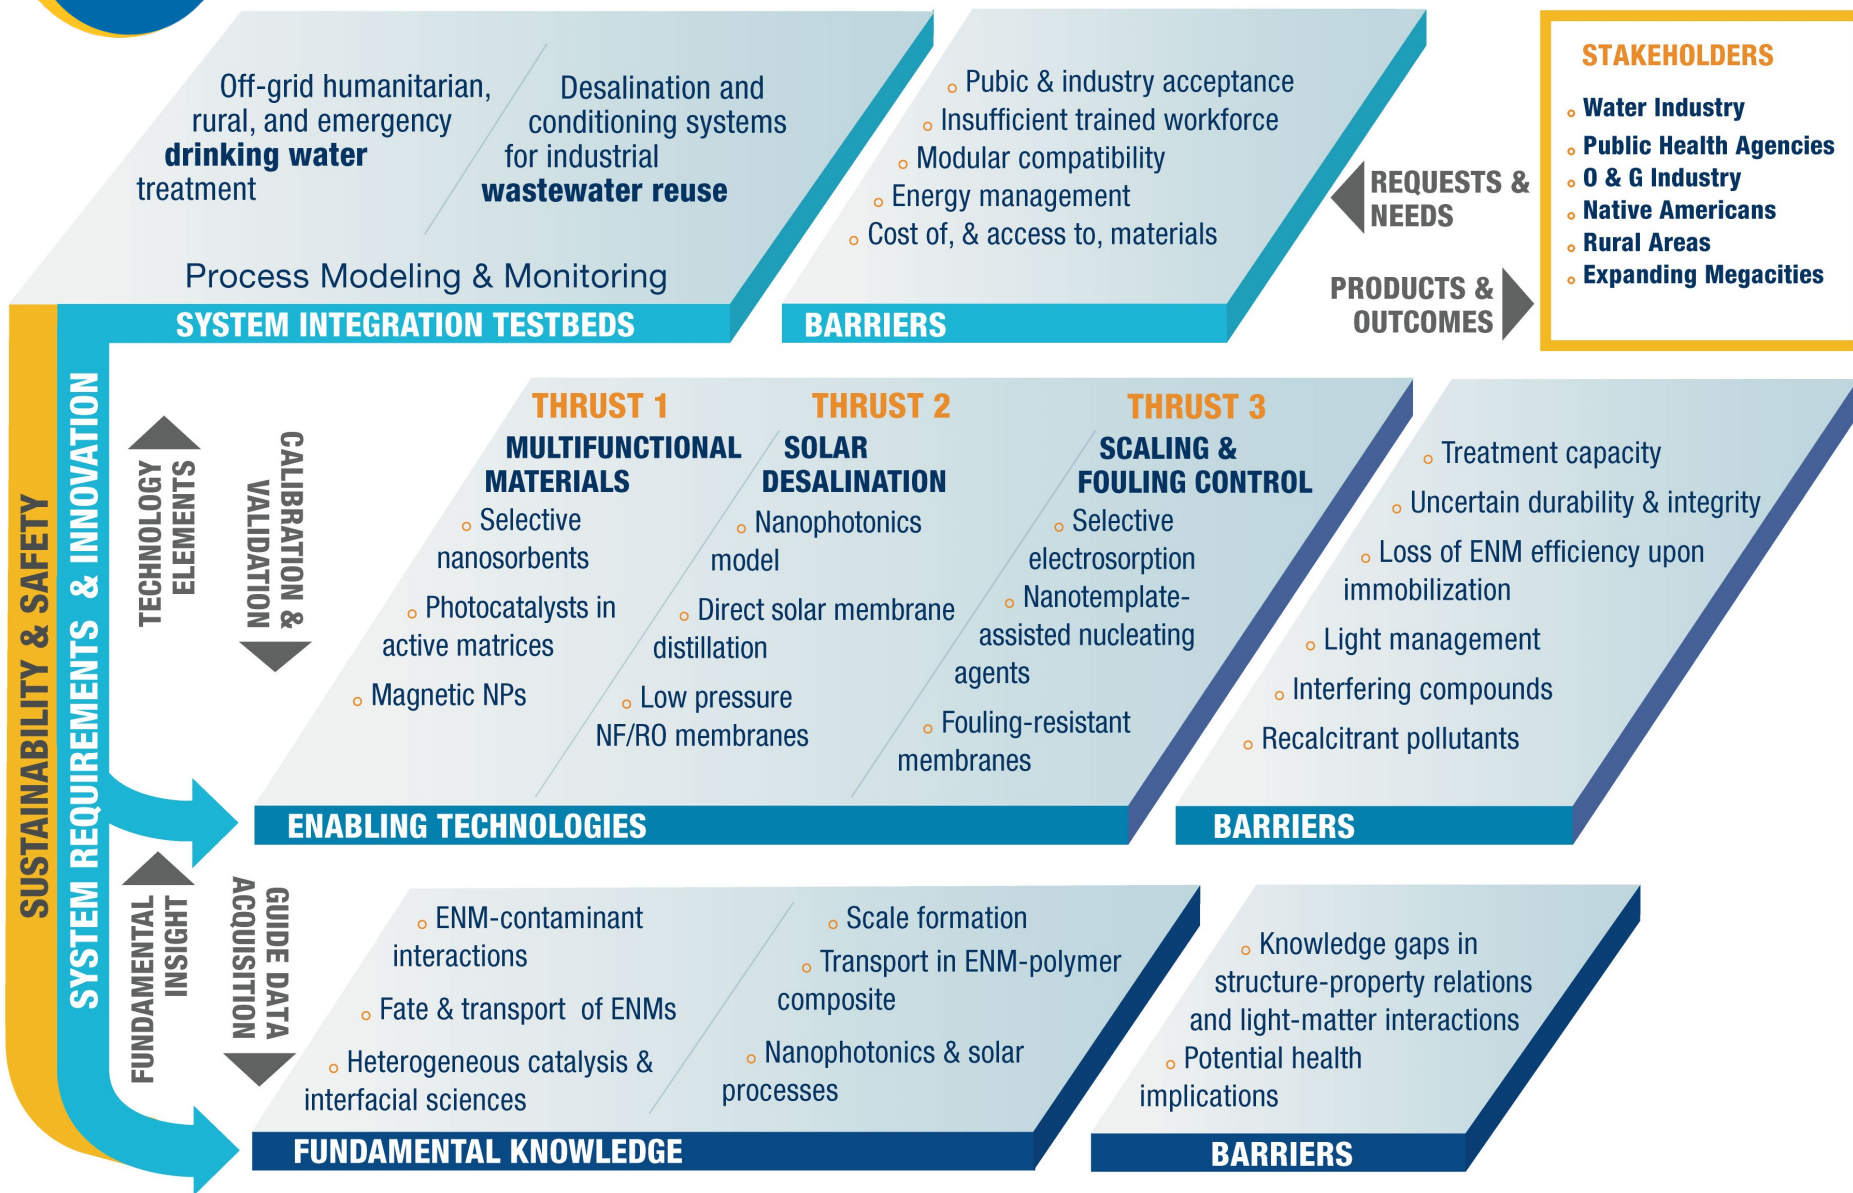 Off-grid humanitarian,
rural, and emergency
drinking water
treatment
Desalination and
conditioning systems
for industrial
wastewater reuse
Process Modeling & Monitoring
SYSTEM INTEGRATION TESTBEDS
Pubic & industry acceptance
Insufficient trained workforce
Modular compatibility
Energy management
Cost of, & access to, materials
BARRIERS
REQUESTS &
NEEDS
PRODUCTS &
OUTCOMES
STAKEHOLDERS
Water Industry
Public Health Agencies
O & G Industry
Native Americans
Rural Areas
Expanding Megacities
SUSTAINABILITY & SAFETY
SYSTEM REQUIREMENTS & INNOVATION
TECHNOLOGY
ELEMENTS
CALIBRATION &
VALIDATION
THRUST 1
MULTIFUNCTIONAL
MATERIALS
Selective
nanosorbents
Photocatalysts in
active matrices
Magnetic NPs
THRUST 2
SOLAR
DESALINATION
Nanophotonics
model
Direct solar membrane
distillation
Low pressure
NF/RO membranes
THRUST 3
SCALING &
FOULING CONTROL
Selective
electrosorption
Nanotemplate-
assisted nucleating
agents
Fouling-resistant
membranes
ENABLING TECHNOLOGIES
Treatment capacity
Uncertain durability & integrity
Loss of ENM efficiency upon
immobilization
Light management
Interfering compounds
Recalcitrant pollutants
BARRIERS
FUNDAMENTAL
INSIGHT
GUIDE DATA
ACQUISITION
ENM-contaminant
interactions
Fate & transport of ENMs
Heterogeneous catalysis &
interfacial sciences
Scale formation
Transport in ENM-polymer
composite
Nanophotonics & solar
processes
FUNDAMENTAL KNOWLEDGE
Knowledge gaps in
structure-property relations
and light-matter interactions
Potential health
implications
BARRIERS